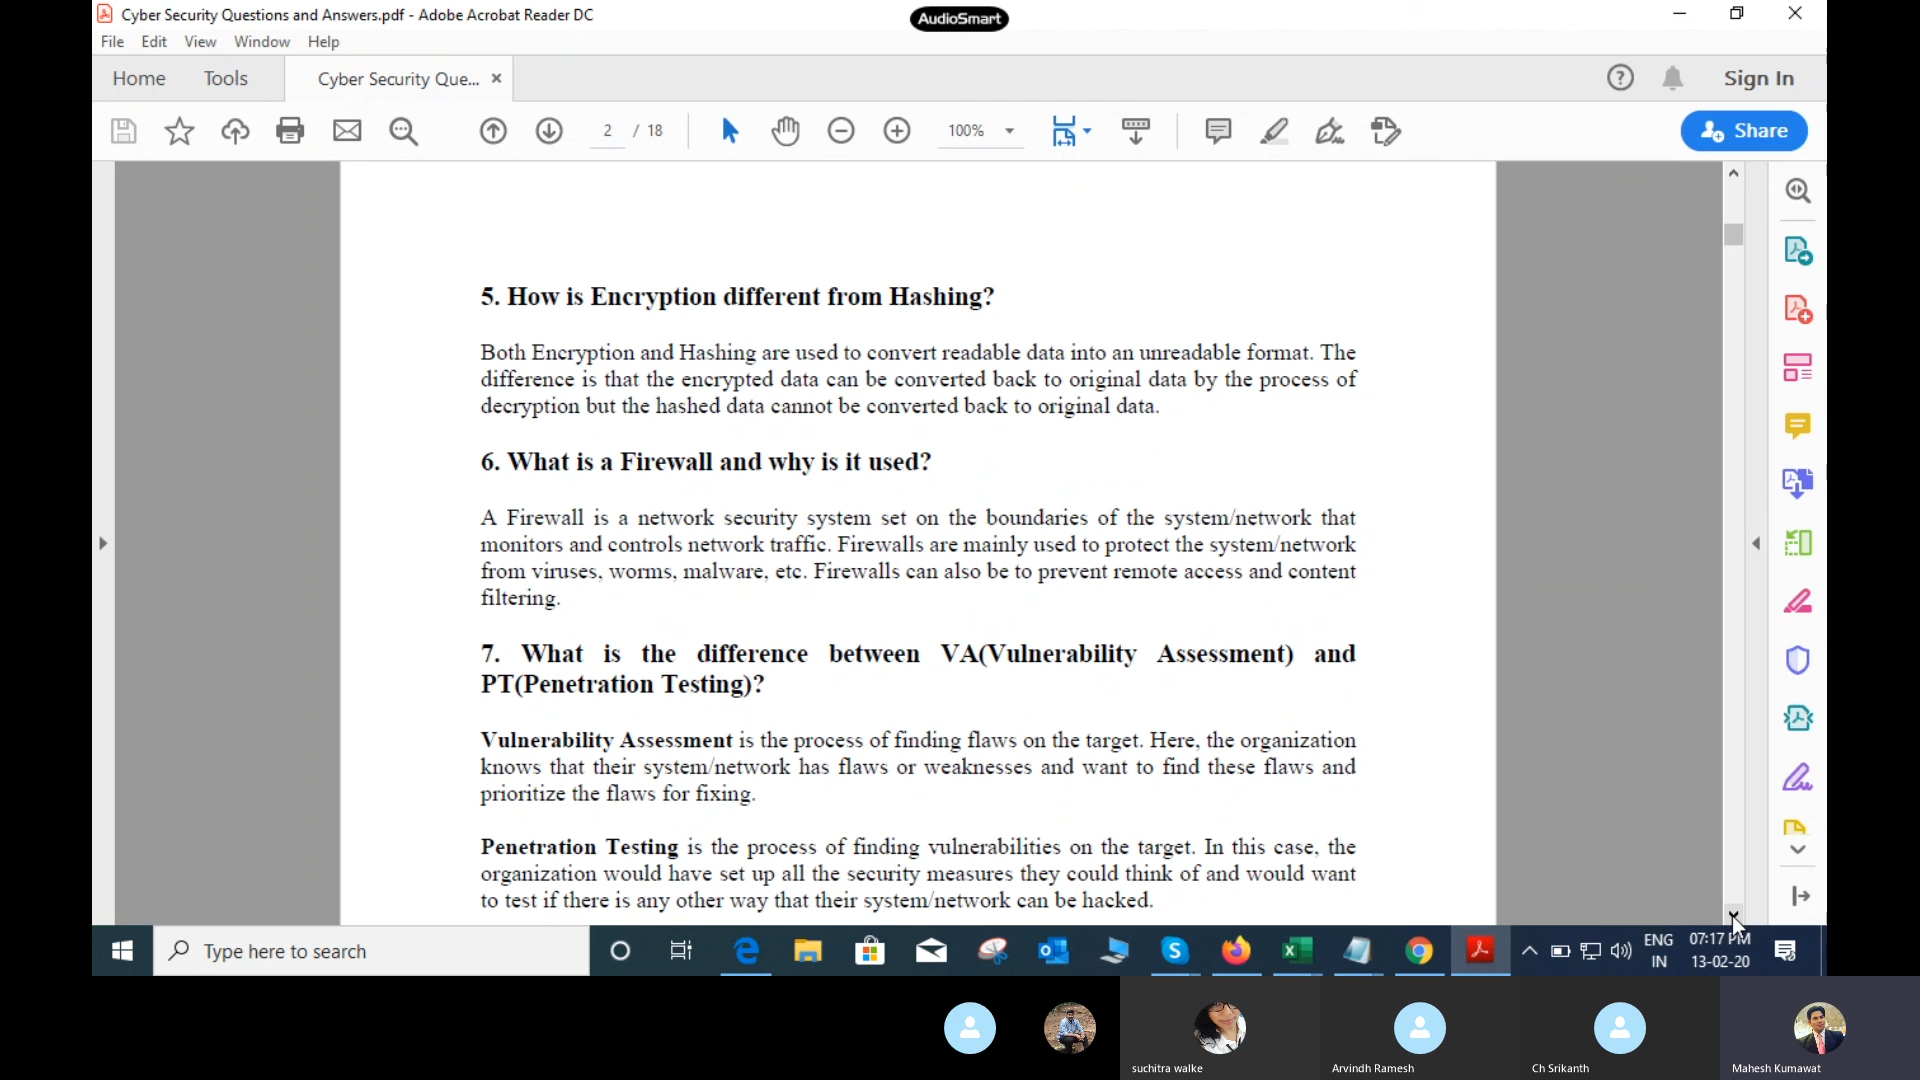 Cyber Security Questions and Answers.pdf - Adobe Acrobat Reader DC
AudioSmart
File Edit View Window Help
Home Tools Cyber Security Que... ×
Sign In
2 / 18
100%
Share
5. How is Encryption different from Hashing?
Both Encryption and Hashing are used to convert readable data into an unreadable format. The
difference is that the encrypted data can be converted back to original data by the process of
decryption but the hashed data cannot be converted back to original data.
6. What is a Firewall and why is it used?
A Firewall is a network security system set on the boundaries of the system/network that
monitors and controls network traffic. Firewalls are mainly used to protect the system/network
from viruses, worms, malware, etc. Firewalls can also be to prevent remote access and content
filtering.
7. What is the difference between VA(Vulnerability Assessment) and
PT(Penetration Testing)?
Vulnerability Assessment is the process of finding flaws on the target. Here, the organization
knows that their system/network has flaws or weaknesses and want to find these flaws and
prioritize the flaws for fixing.
Penetration Testing is the process of finding vulnerabilities on the target. In this case, the
organization would have set up all the security measures they could think of and would want
to test if there is any other way that their system/network can be hacked.
Type here to search
ENG
IN
07:17 PM
13-02-20
suchitra walke
Arvindh Ramesh
Ch Srikanth
Mahesh Kumawat